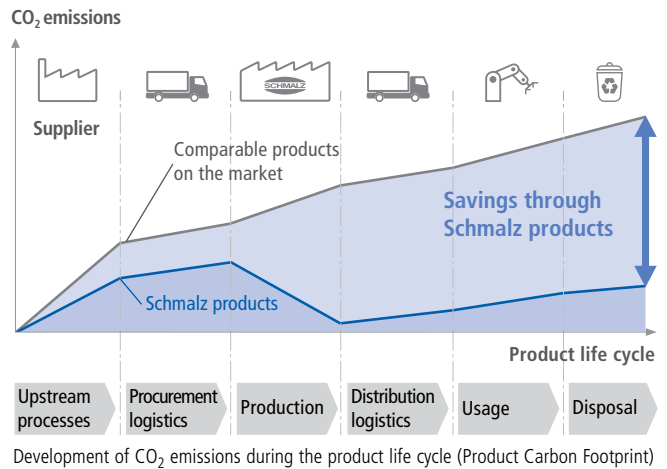 CO₂ emissions
SCHMALZ
Supplier
Comparable products
on the market
Savings through
Schmalz products
Schmalz products
Product life cycle
Upstream
processes
Procurement
logistics
Production
Distribution
logistics
Usage
Disposal
Development of CO₂ emissions during the product life cycle (Product Carbon Footprint)